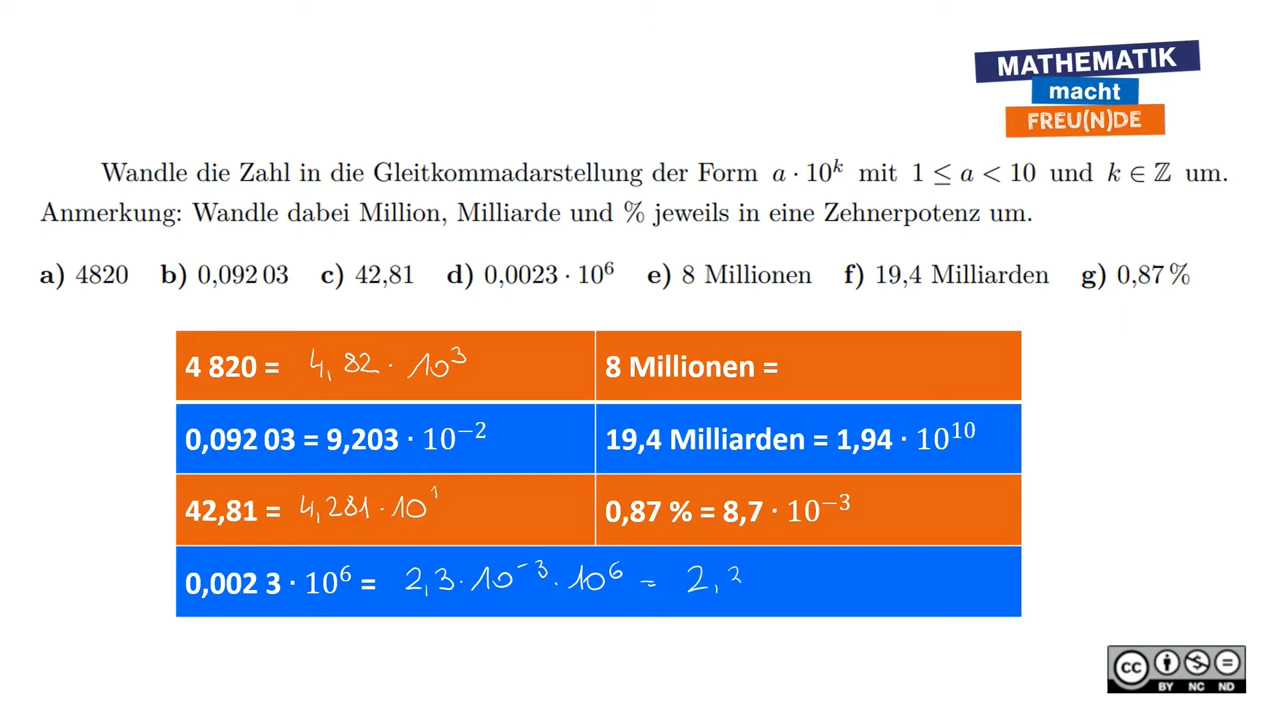 MATHEMATIK
macht
FREU(N)DE
Wandle die Zahl in die Gleitkommadarstellung der Form a · 10^k mit 1 ≤ a < 10 und k ∈ ℤ um.
Anmerkung: Wandle dabei Million, Milliarde und % jeweils in eine Zehnerpotenz um.
a) 4820 b) 0,092 03 c) 42,81 d) 0,0023 · 10^6 e) 8 Millionen f) 19,4 Milliarden g) 0,87 %
4 820 = 4,82 · 10^3
8 Millionen =
0,092 03 = 9,203 · 10^−2
19,4 Milliarden = 1,94 · 10^10
42,81 = 4,281 · 10^1
0,87 % = 8,7 · 10^−3
0,002 3 · 10^6 = 2,3 · 10^−3 · 10^6 = 2,
cc
BY NC ND